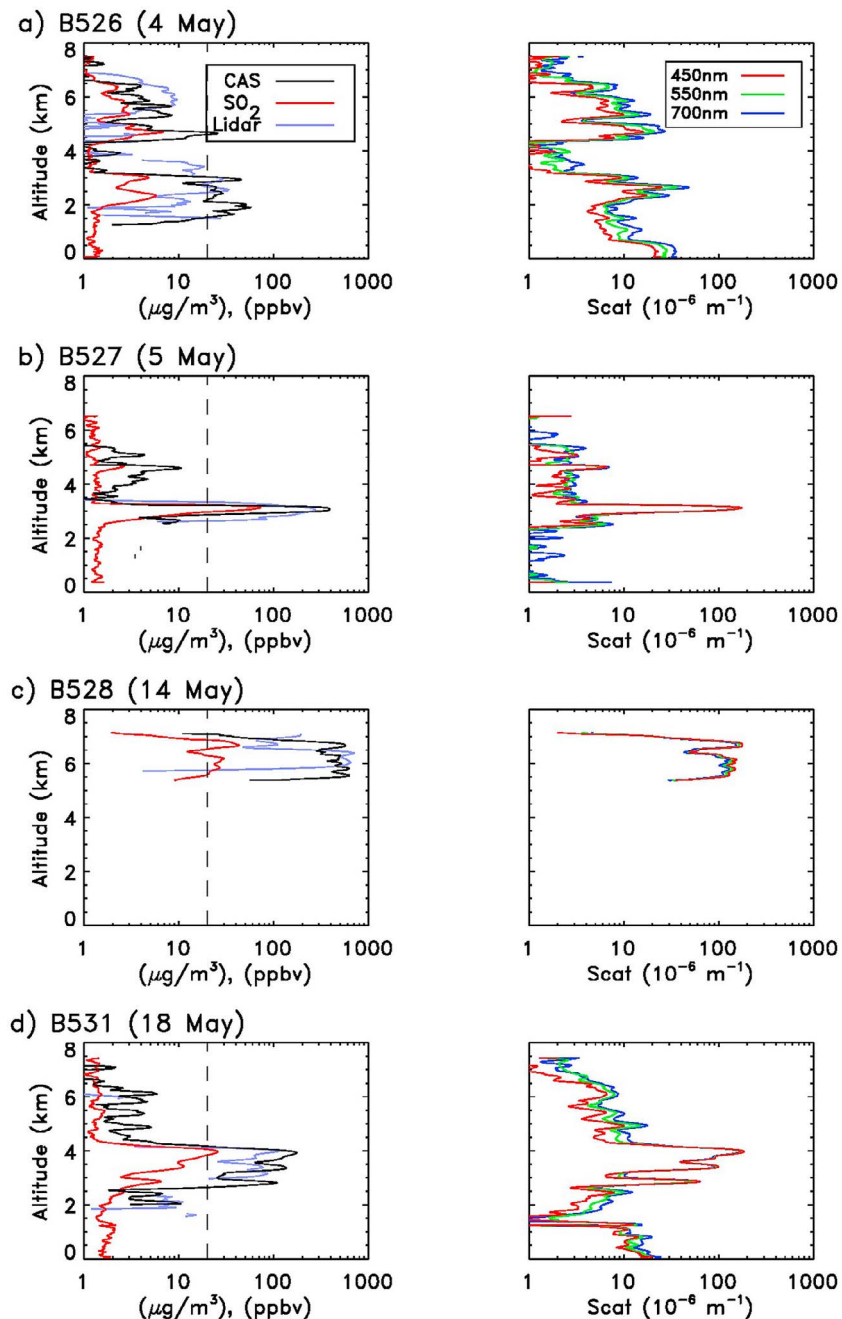 a) B526 (4 May)
Altitude (km)
8
6
4
2
0
CAS
SO2
Lidar
1 10 100 1000
(μg/m³), (ppbv)
450nm
550nm
700nm
1 10 100 1000
Scat (10⁻⁶ m⁻¹)
b) B527 (5 May)
Altitude (km)
8
6
4
2
0
1 10 100 1000
(μg/m³), (ppbv)
1 10 100 1000
Scat (10⁻⁶ m⁻¹)
c) B528 (14 May)
Altitude (km)
8
6
4
2
0
1 10 100 1000
(μg/m³), (ppbv)
1 10 100 1000
Scat (10⁻⁶ m⁻¹)
d) B531 (18 May)
Altitude (km)
8
6
4
2
0
1 10 100 1000
(μg/m³), (ppbv)
1 10 100 1000
Scat (10⁻⁶ m⁻¹)